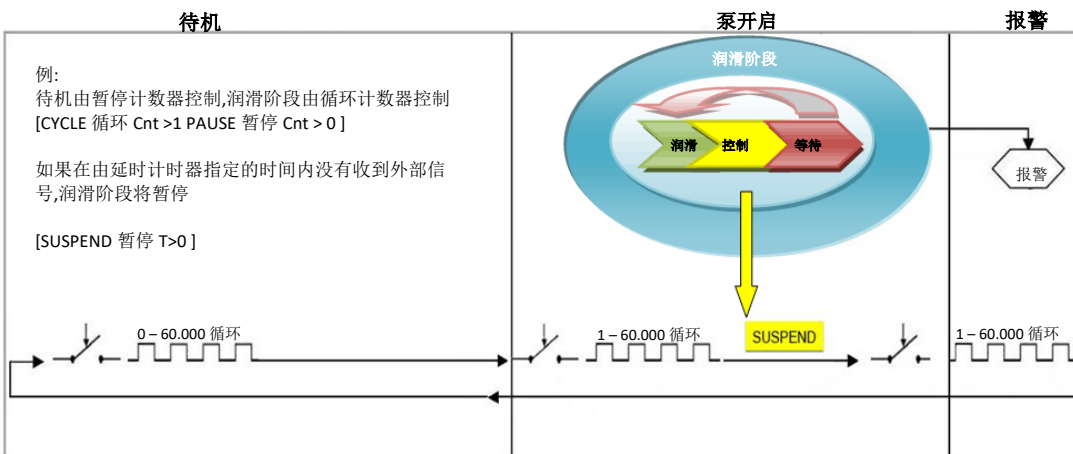 待机
泵开启
报警
例:
待机由暂停计数器控制,润滑阶段由循环计数器控制
[CYCLE 循环 Cnt >1 PAUSE 暂停 Cnt > 0 ]
如果在由延时计时器指定的时间内没有收到外部信
号,润滑阶段将暂停
[SUSPEND 暂停 T>0 ]
润滑阶段
润滑
控制
等待
报警
0 – 60.000 循环
1 – 60.000 循环
SUSPEND
1 – 60.000 循环